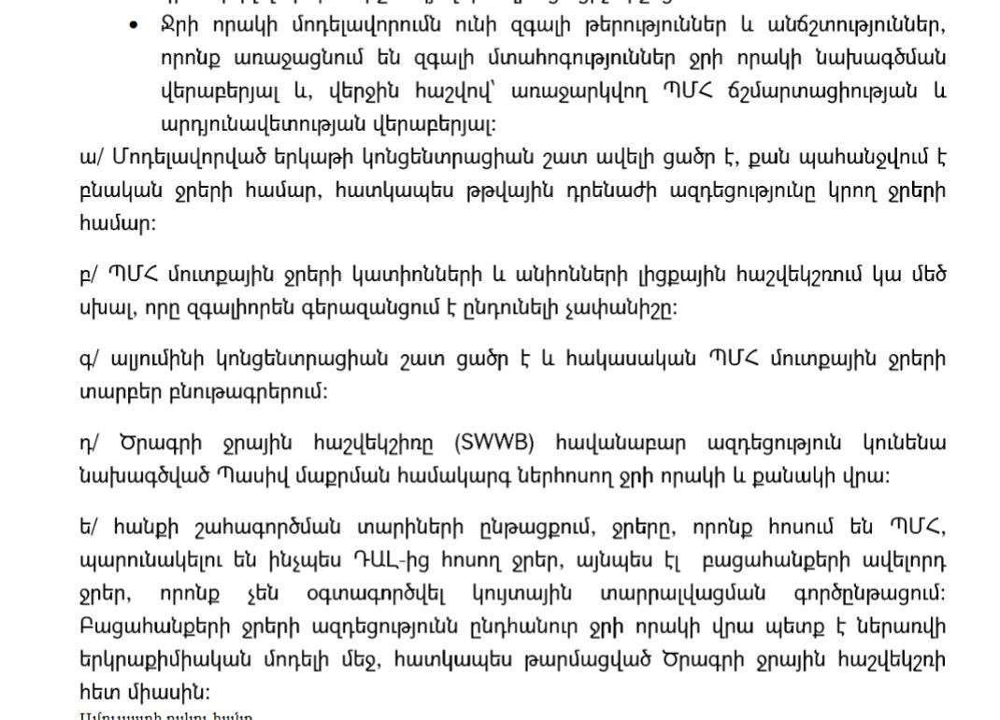 • Ջրի որակի մոդելավորումն ունի զգալի թերություններ և անճշտություններ,
որոնք առաջացնում են զգալի մտահոգություններ ջրի որակի նախագծման
վերաբերյալ և, վերջին հաշվով՝ առաջարկվող ՊՄՀ ճշմարտացիության և
արդյունավետության վերաբերյալ:
ա/ Մոդելավորված երկաթի կոնցենտրացիան շատ ավելի ցածր է, քան պահանջվում է
բնական ջրերի համար, հատկապես թթվային դրենաժի ազդեցությունը կրող ջրերի
համար:
բ/ ՊՄՀ մուտքային ջրերի կատիոնների և անիոնների լիցքային հաշվեկշռում կա մեծ
սխալ, որը զգալիորեն գերազանցում է ընդունելի չափանիշը:
գ/ ալյումինի կոնցենտրացիան շատ ցածր է և հակասական ՊՄՀ մուտքային ջրերի
տարբեր բնութագրերում:
դ/ Ծրագրի ջրային հաշվեկշիռը (SWWB) հավանաբար ազդեցություն կունենա
նախագծված Պասիվ մաքրման համակարգ ներհոսող ջրի որակի և քանակի վրա:
ե/ հանքի շահագործման տարիների ընթացքում, ջրերը, որոնք հոսում են ՊՄՀ,
պարունակելու են ինչպես ԴԱԼ-ից հոսող ջրեր, այնպես էլ բացահանքերի ավելորդ
ջրեր, որոնք չեն օգտագործվել կույտային տարրալվացման գործընթացում:
Բացահանքերի ջրերի ազդեցությունն ընդհանուր ջրի որակի վրա պետք է ներառվի
երկրաքիմիական մոդելի մեջ, հատկապես թարմացված Ծրագրի ջրային հաշվեկշռի
հետ միասին: